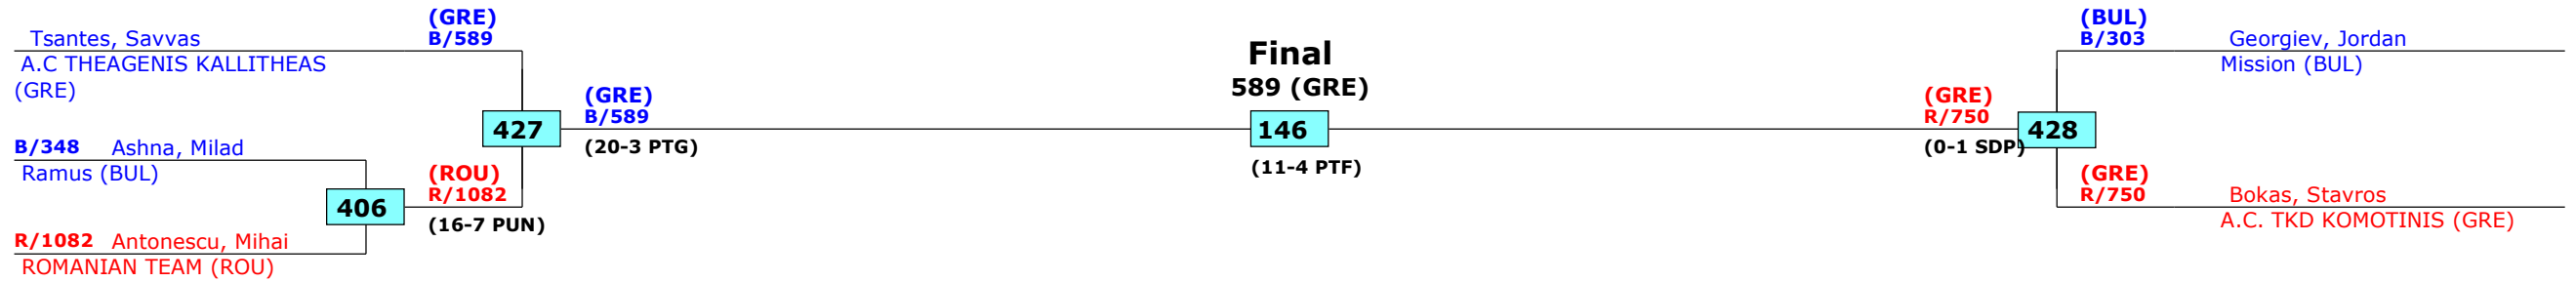 (GRE)
B/589
Tsantes, Savvas
A.C THEAGENIS KALLITHEAS
(GRE)
427
(GRE)
B/589
(20-3 PTG)
B/348 Ashna, Milad
Ramus (BUL)
406
(ROU)
R/1082
(16-7 PUN)
R/1082 Antonescu, Mihai
ROMANIAN TEAM (ROU)
Final
589 (GRE)
146
(11-4 PTF)
(GRE)
R/750
(0-1 SDP)
428
(BUL)
B/303
Georgiev, Jordan
Mission (BUL)
(GRE)
R/750
Bokas, Stavros
A.C. TKD KOMOTINIS (GRE)